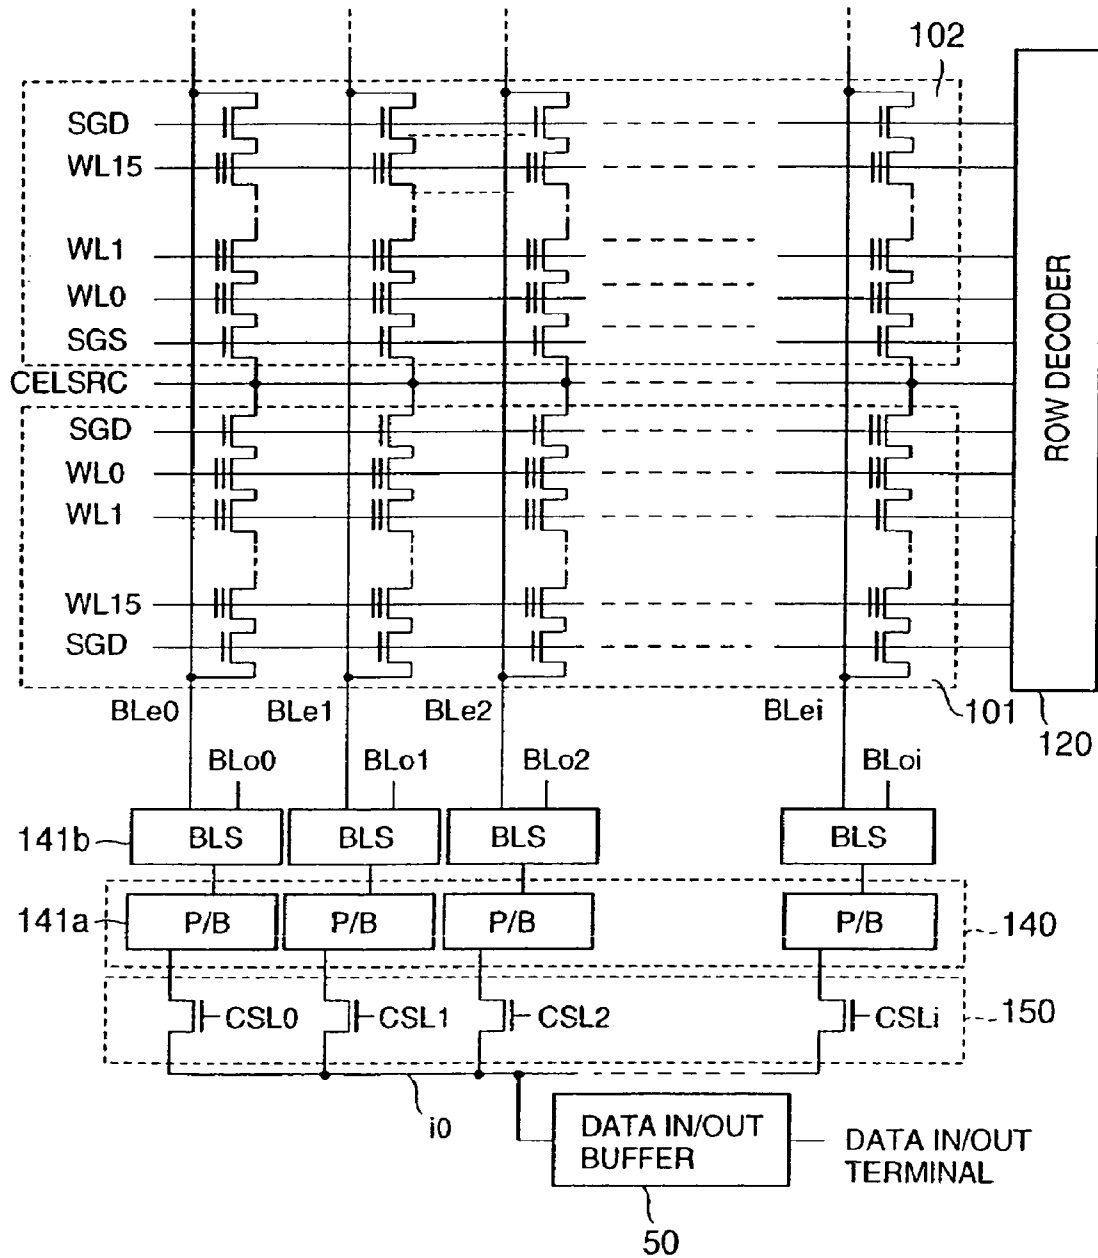 102
SGD
WL15
WL1
WL0
SGS
CELSRC
SGD
WL0
WL1
WL15
SGD
ROW DECODER
BLe0
BLe1
BLe2
BLei
101
120
BLo0
BLo1
BLo2
BLoi
141b
BLS
BLS
BLS
BLS
141a
P/B
P/B
P/B
P/B
140
CSL0
CSL1
CSL2
CSLi
150
i0
DATA IN/OUT
BUFFER
DATA IN/OUT
TERMINAL
50